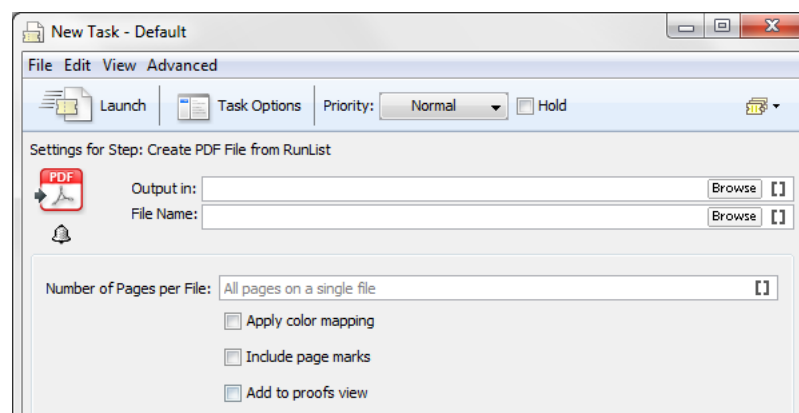 New Task - Default
File Edit View Advanced
Launch Task Options Priority: Normal Hold
Settings for Step: Create PDF File from RunList
PDF
Output in: Browse []
File Name: Browse []
Number of Pages per File: All pages on a single file []
Apply color mapping
Include page marks
Add to proofs view